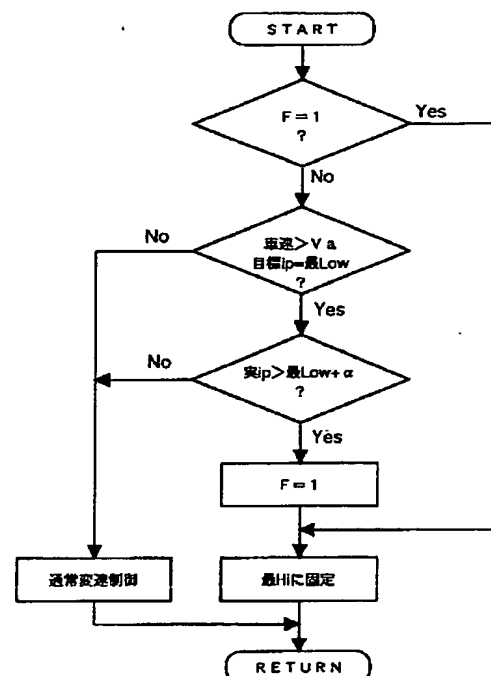 START
F=1
?
Yes
No
車速>Va
目標ip=最Low
?
No
Yes
実ip>最Low+α
?
No
Yes
F=1
通常変速制御
最Hiに固定
RETURN